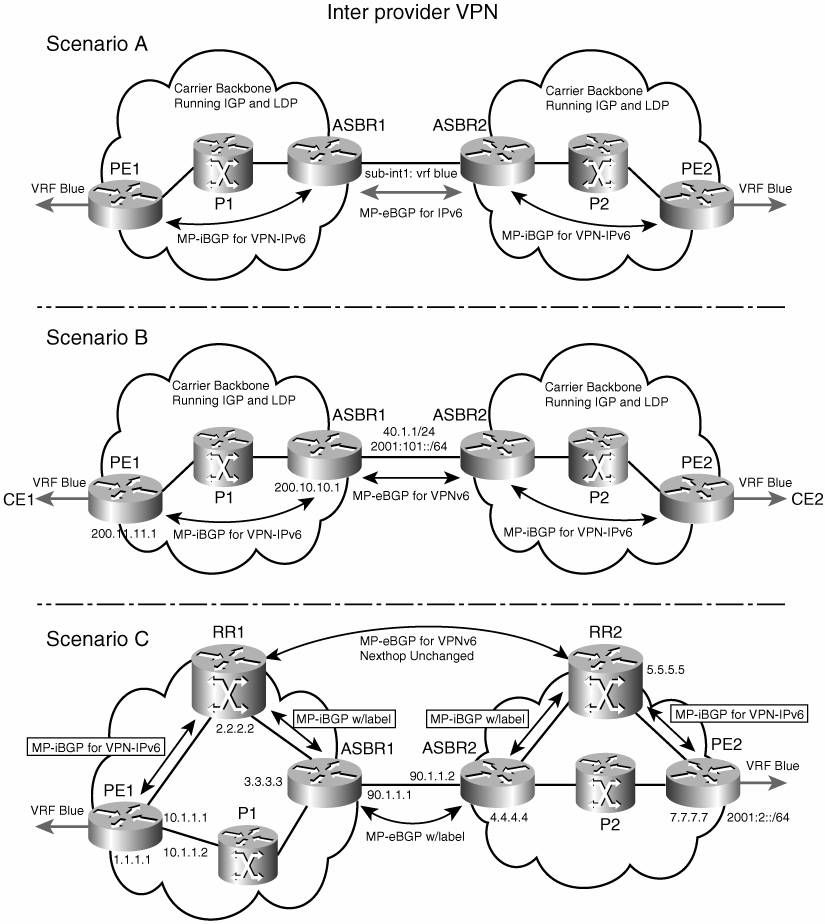 Inter provider VPN
Scenario A
Carrier Backbone
Running IGP and LDP
Carrier Backbone
Running IGP and LDP
ASBR1
ASBR2
PE1
PE2
sub-int1: vrf blue
VRF Blue
VRF Blue
P1
P2
MP-eBGP for IPv6
MP-iBGP for VPN-IPv6
MP-iBGP for VPN-IPv6
Scenario B
Carrier Backbone
Running IGP and LDP
Carrier Backbone
Running IGP and LDP
ASBR1
ASBR2
40.1.1/24
2001:101::/64
PE1
PE2
VRF Blue
VRF Blue
CE1
CE2
P1
P2
200.10.10.1
MP-eBGP for VPNv6
200.11.11.1
MP-iBGP for VPN-IPv6
MP-iBGP for VPN-IPv6
Scenario C
RR1
RR2
MP-eBGP for VPNv6
Nexthop Unchanged
5.5.5.5
2.2.2.2
MP-iBGP w/label
MP-iBGP w/label
MP-iBGP for VPN-IPv6
MP-iBGP for VPN-IPv6
ASBR1
ASBR2
PE2
3.3.3.3
90.1.1.2
90.1.1.1
VRF Blue
PE1
P1
VRF Blue
10.1.1.1
4.4.4.4
P2
7.7.7.7
2001:2::/64
MP-eBGP w/label
1.1.1.1
10.1.1.2